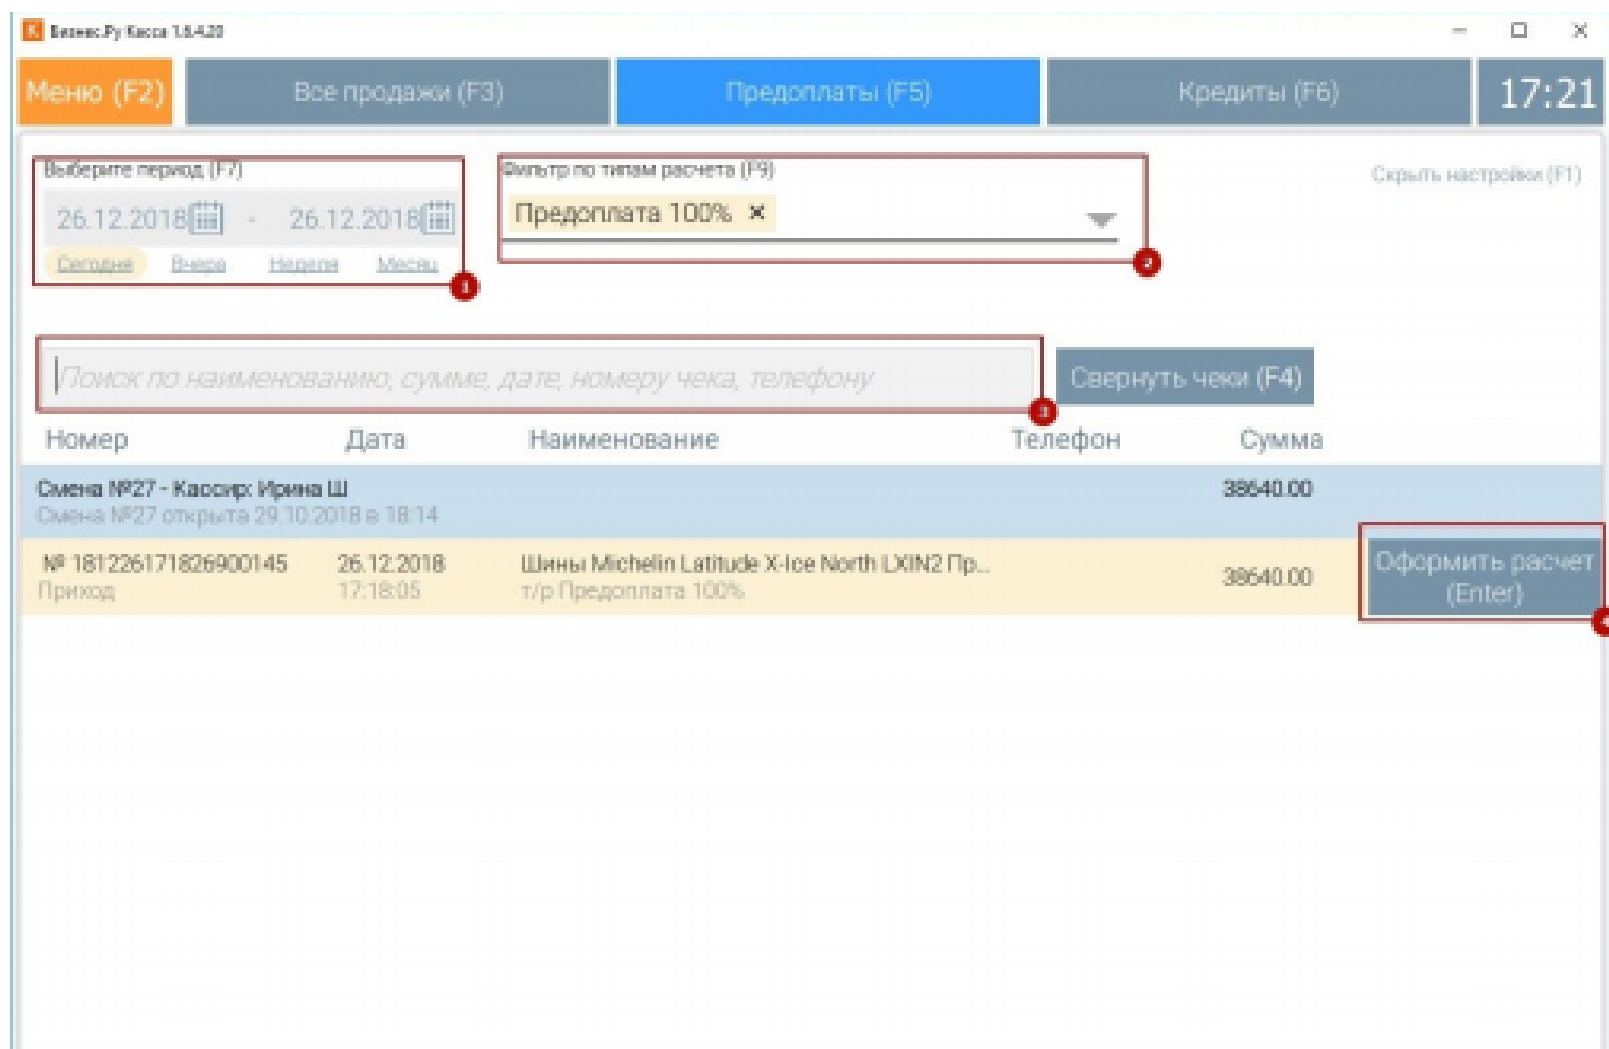 Бизнес.Ру Касса 1.6.4.20
Меню (F2) Все продажи (F3) Предоплаты (F5) Кредиты (F6) 17:21
Выберите период (F7) Фильтр по типам расчета (F9) Скрыть настройки (F1)
26.12.2018 - 26.12.2018 Предоплата 100% ×
Сегодня Вчера Неделя Месяц
2
1
Поиск по наименованию, сумме, дате, номеру чека, телефону Свернуть чеки (F4)
3
Номер Дата Наименование Телефон Сумма
Смена №27 - Кассир: Ирина Ш 38640.00
Смена №27 открыта 29.10.2018 в 18:14
№ 181226171826900145 26.12.2018 Шины Michelin Latitude X-Ice North LXIN2 Пр... 38640.00 Оформить расчет
Приход 17:18:05 т/р Предоплата 100% (Enter)
4